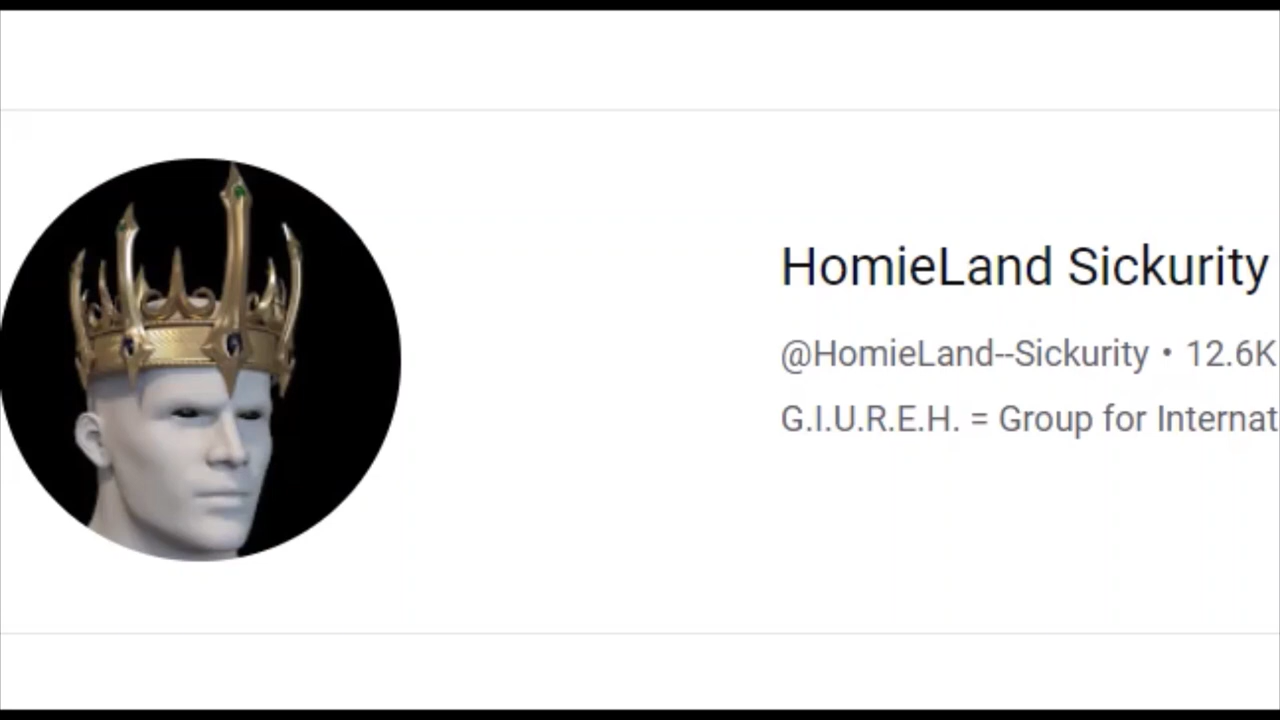 HomieLand Sickurity
@HomieLand--Sickurity • 12.6K
G.I.U.R.E.H. = Group for Internat